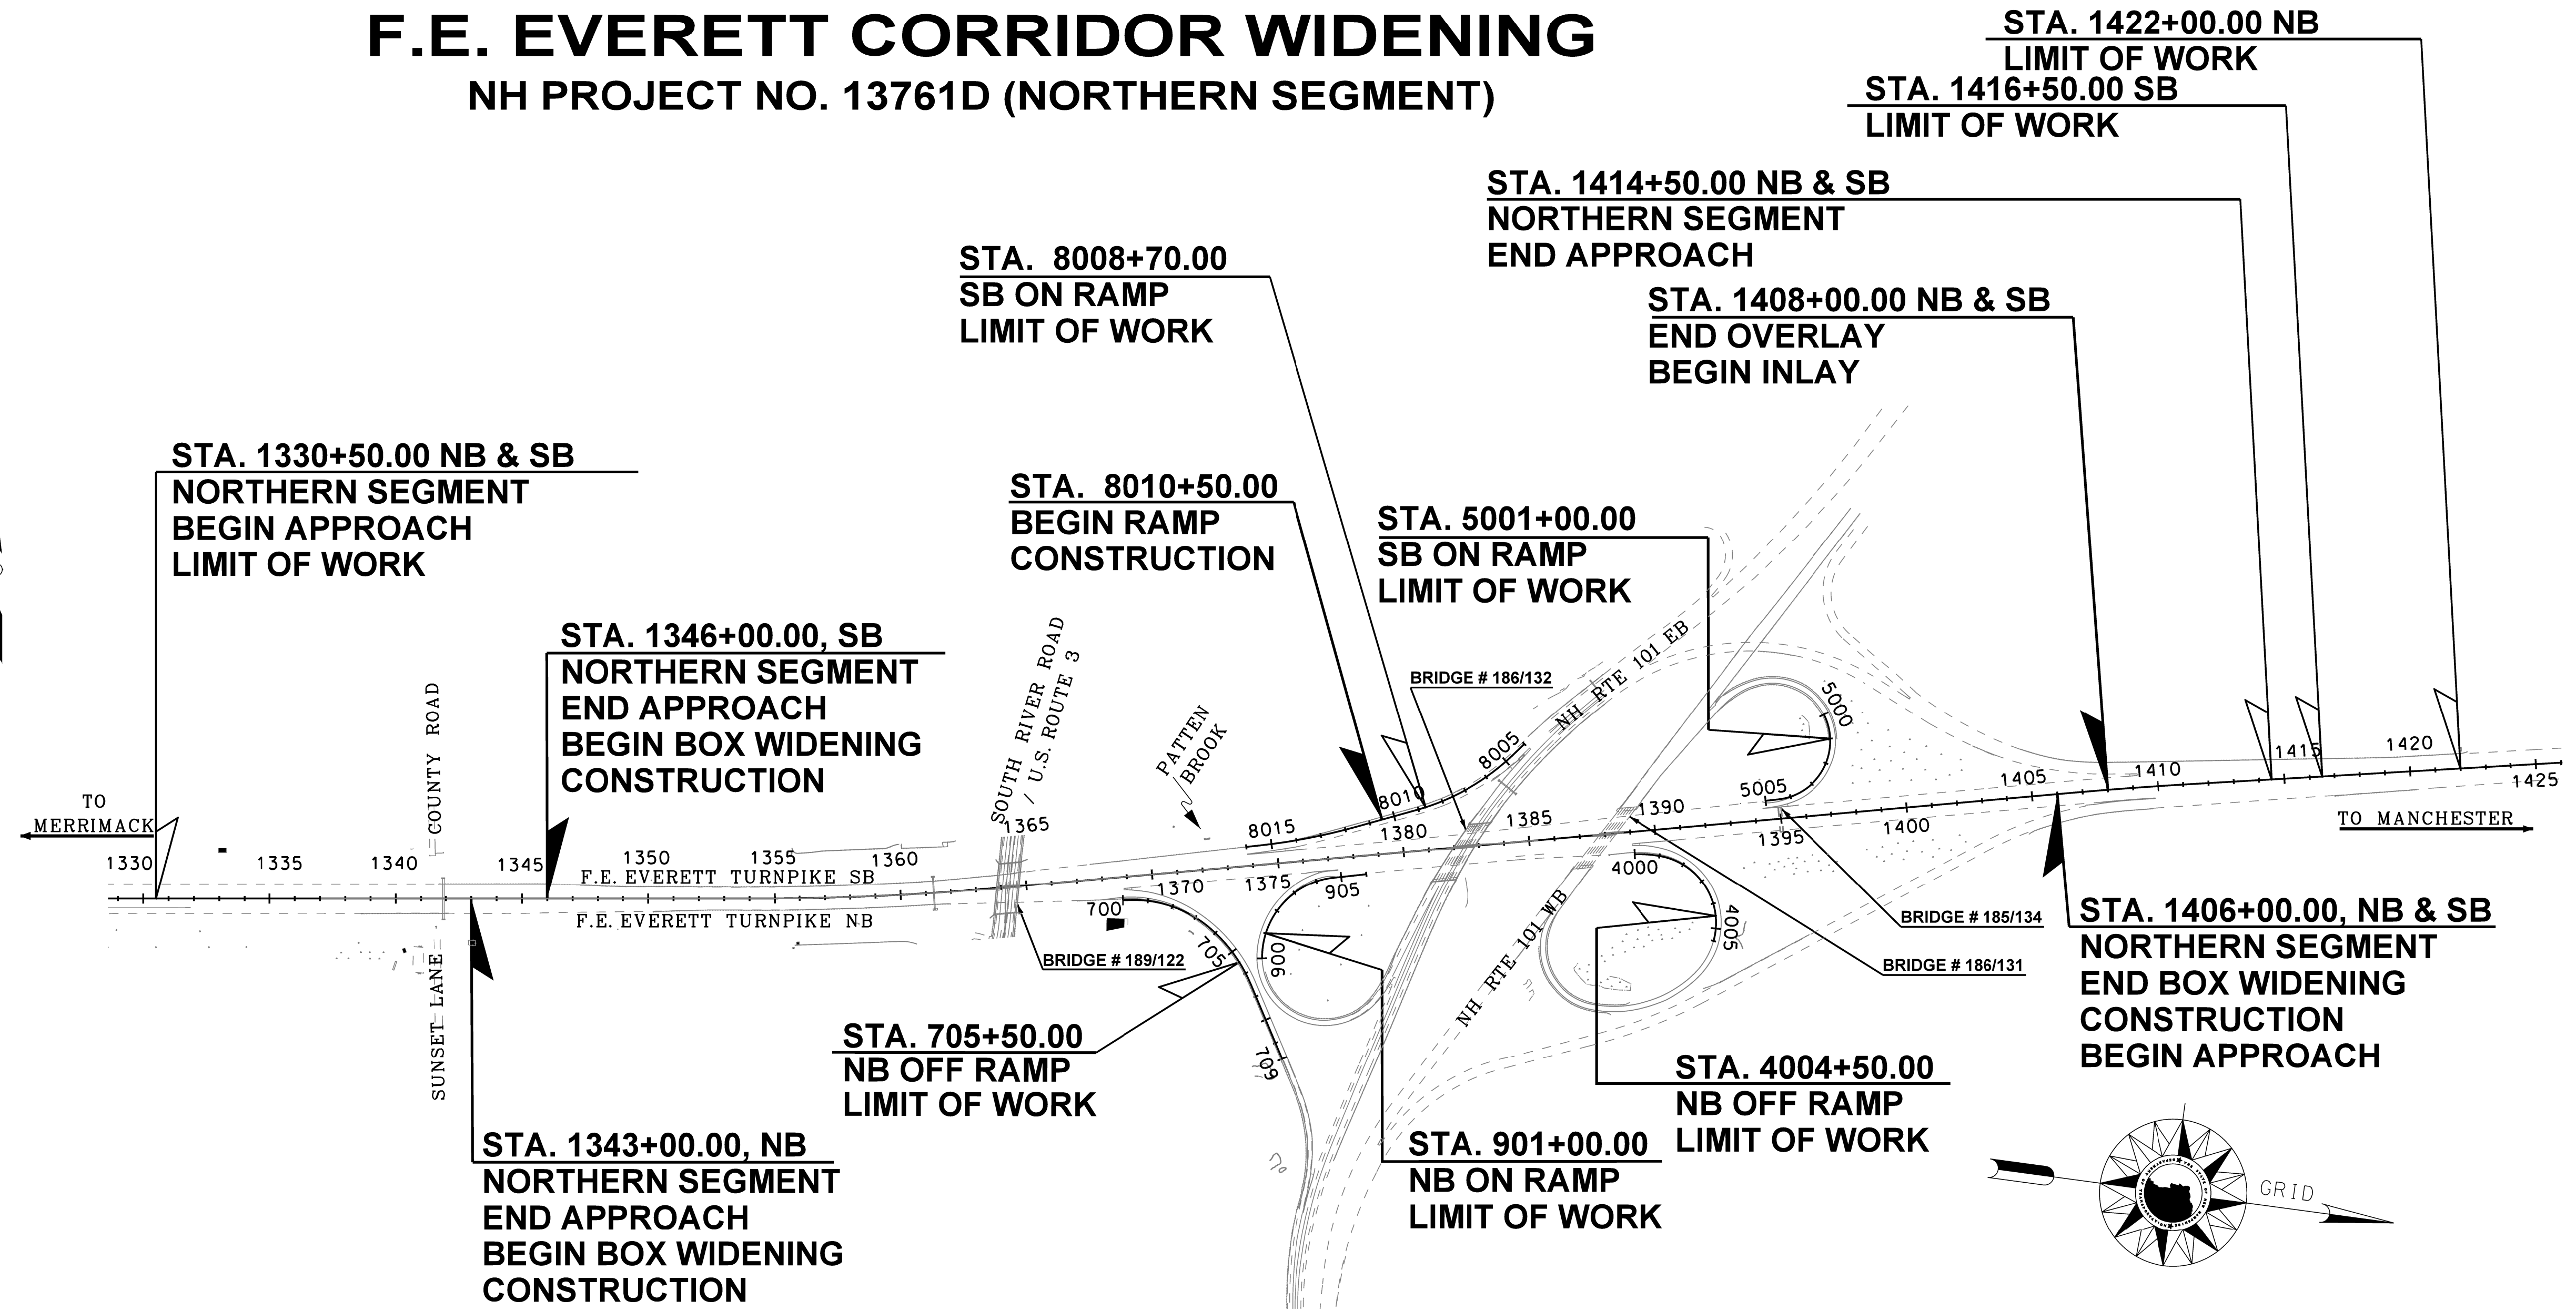 F.E. EVERETT CORRIDOR WIDENING
NH PROJECT NO. 13761D (NORTHERN SEGMENT)
STA. 1422+00.00 NB
LIMIT OF WORK
STA. 1416+50.00 SB
LIMIT OF WORK
STA. 1414+50.00 NB & SB
NORTHERN SEGMENT
END APPROACH
STA. 1408+00.00 NB & SB
END OVERLAY
BEGIN INLAY
STA. 8008+70.00
SB ON RAMP
LIMIT OF WORK
STA. 1330+50.00 NB & SB
NORTHERN SEGMENT
BEGIN APPROACH
LIMIT OF WORK
STA. 8010+50.00
BEGIN RAMP
CONSTRUCTION
STA. 5001+00.00
SB ON RAMP
LIMIT OF WORK
STA. 1346+00.00, SB
NORTHERN SEGMENT
END APPROACH
BEGIN BOX WIDENING
CONSTRUCTION
COUNTY ROAD
SUNSET LANE
SOUTH RIVER ROAD
/ U.S. ROUTE 3
PATTEN
BROOK
BRIDGE # 186/132
NH RTE 101 EB
NH RTE 101 WB
TO
MERRIMACK
TO MANCHESTER
1330
1335
1340
1345
1350
1355
1360
1365
1370
1375
1380
1385
1390
1395
1400
1405
1410
1415
1420
1425
F.E. EVERETT TURNPIKE SB
F.E. EVERETT TURNPIKE NB
8015
8010
8005
5000
5005
4000
4005
700
705
709
905
900
BRIDGE # 189/122
BRIDGE # 185/134
BRIDGE # 186/131
STA. 1406+00.00, NB & SB
NORTHERN SEGMENT
END BOX WIDENING
CONSTRUCTION
BEGIN APPROACH
STA. 705+50.00
NB OFF RAMP
LIMIT OF WORK
STA. 4004+50.00
NB OFF RAMP
LIMIT OF WORK
STA. 901+00.00
NB ON RAMP
LIMIT OF WORK
STA. 1343+00.00, NB
NORTHERN SEGMENT
END APPROACH
BEGIN BOX WIDENING
CONSTRUCTION
GRID